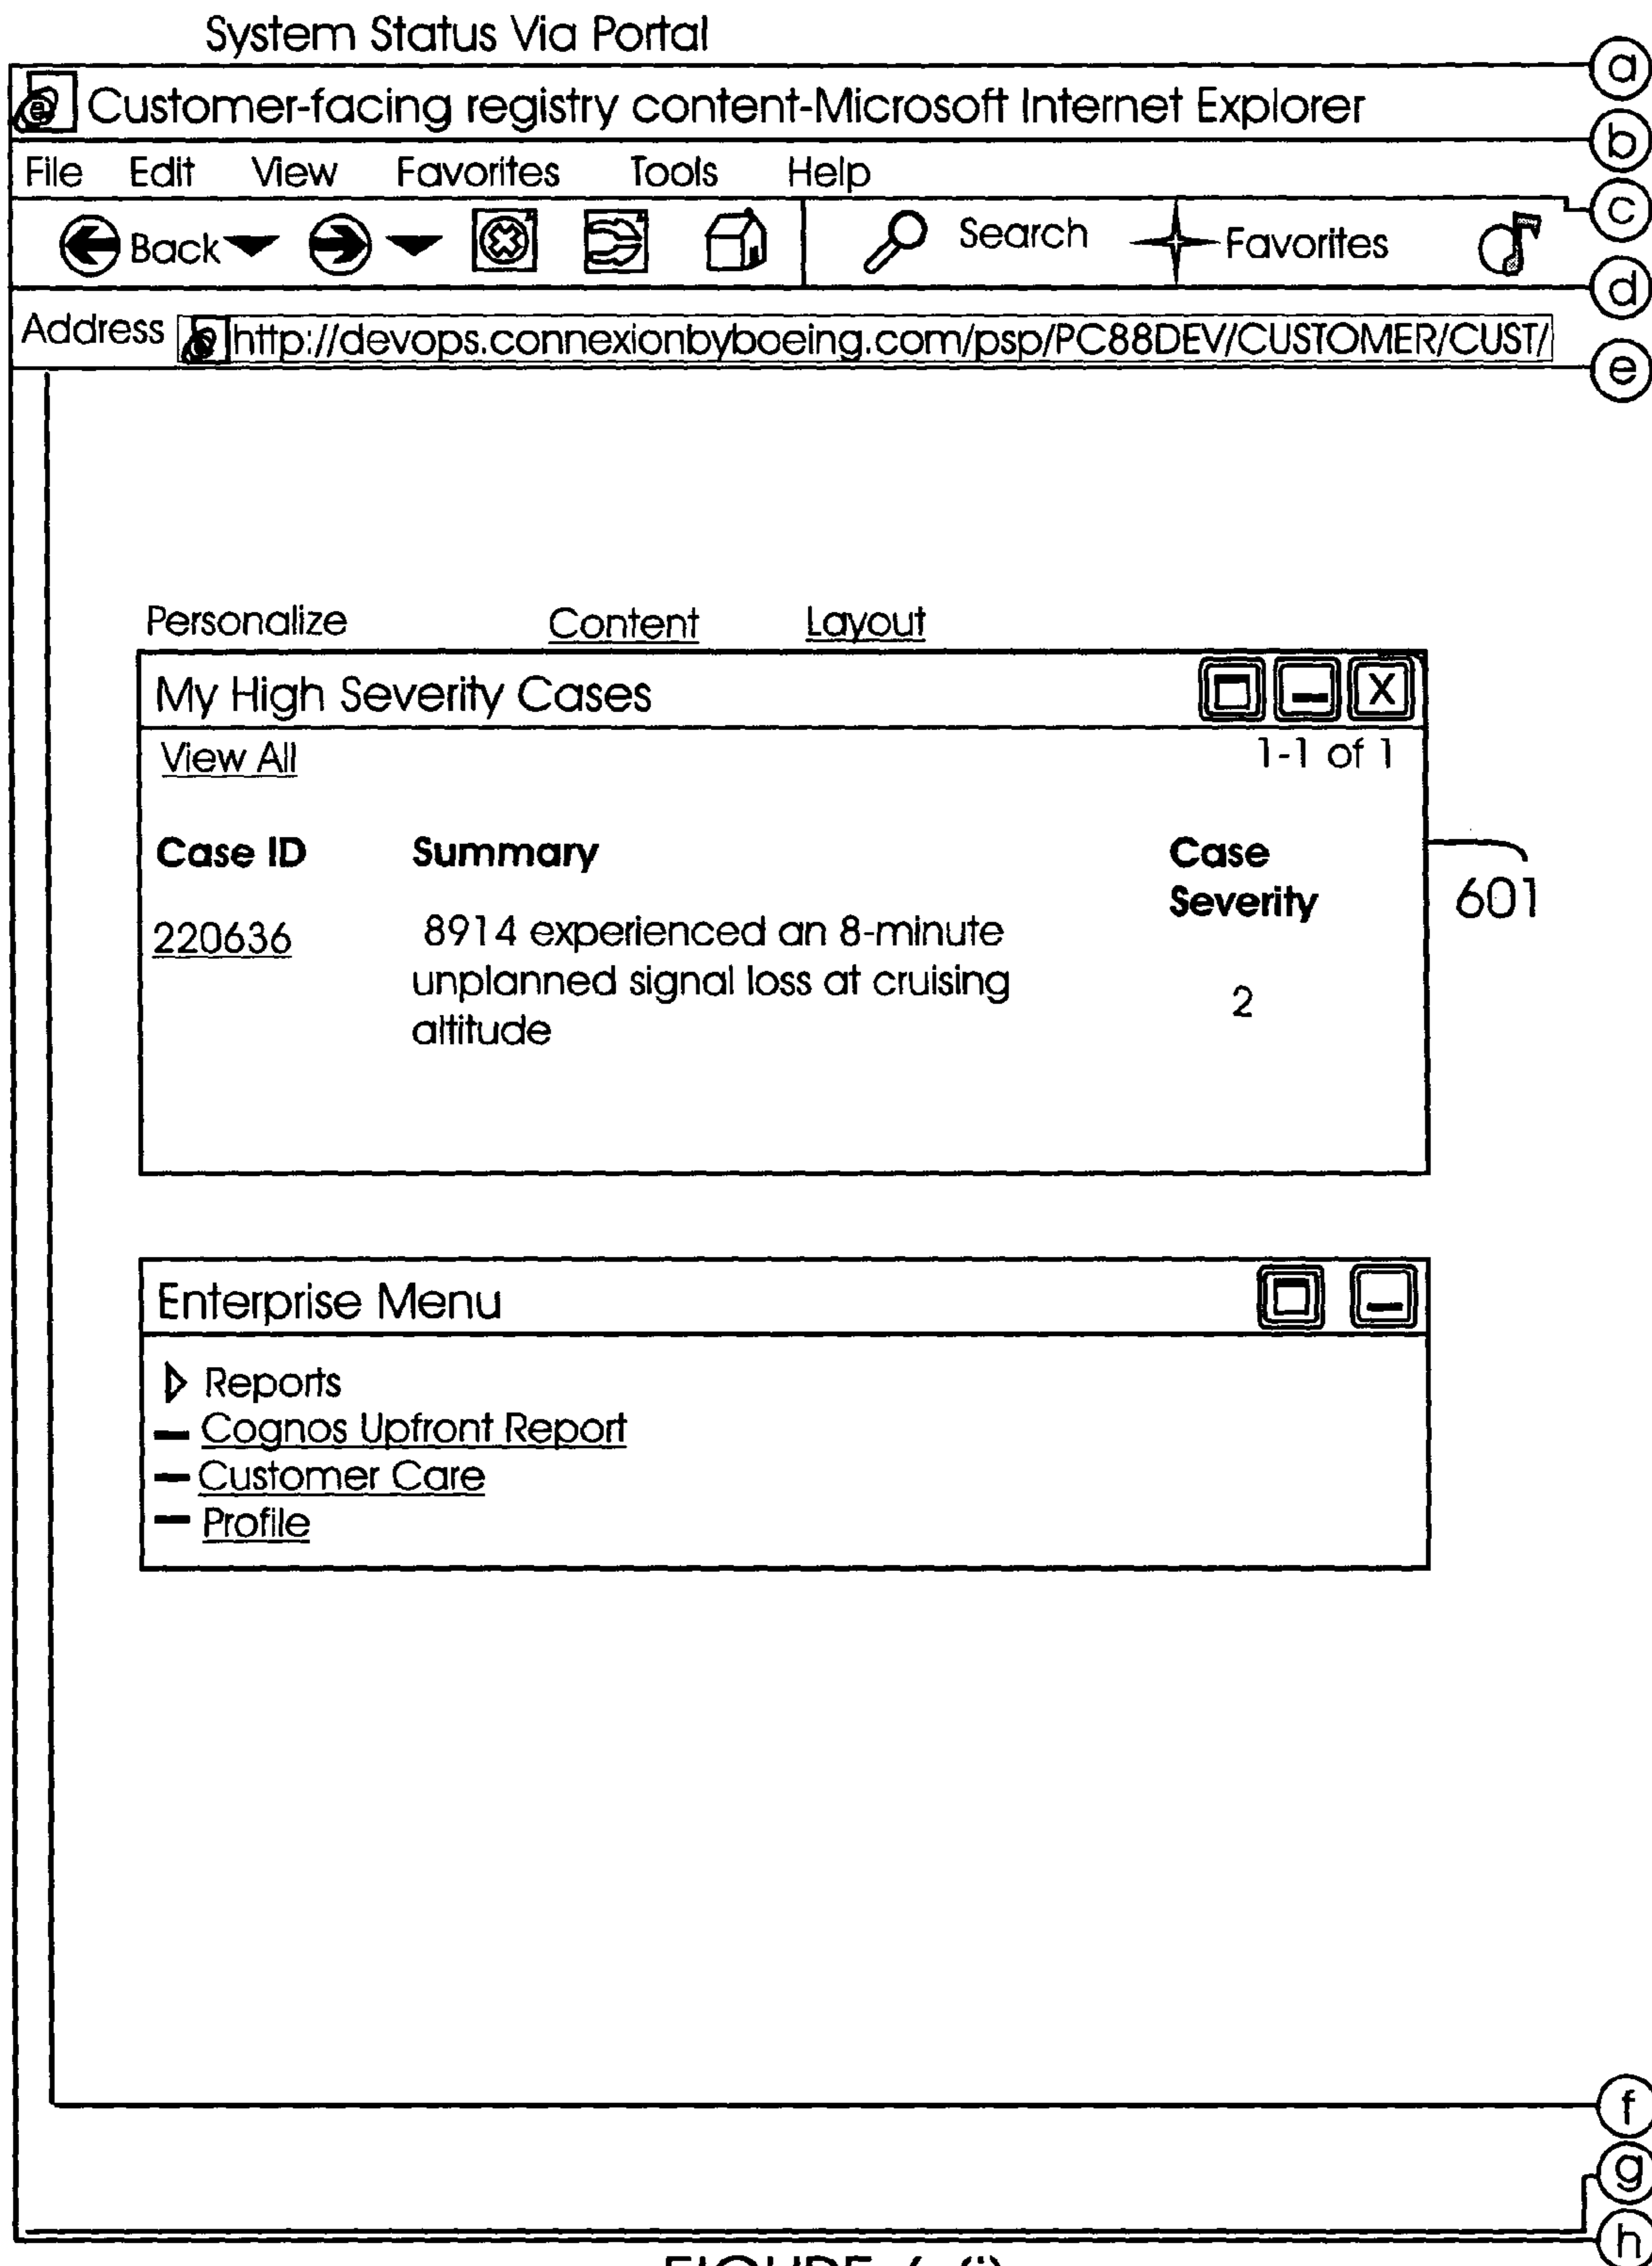 System Status Via Portal
a
Customer-facing registry content-Microsoft Internet Explorer
b
File Edit View Favorites Tools Help
c
Back Search Favorites
d
Address http://devops.connexionbyboeing.com/psp/PC88DEV/CUSTOMER/CUST/
e
Personalize Content Layout
My High Severity Cases X
View All 1-1 of 1
Case ID Summary Case Severity
601
220636 8914 experienced an 8-minute
unplanned signal loss at cruising
altitude
2
Enterprise Menu
Reports
Cognos Upfront Report
Customer Care
Profile
f
g
h
FIGURE 6 (i)